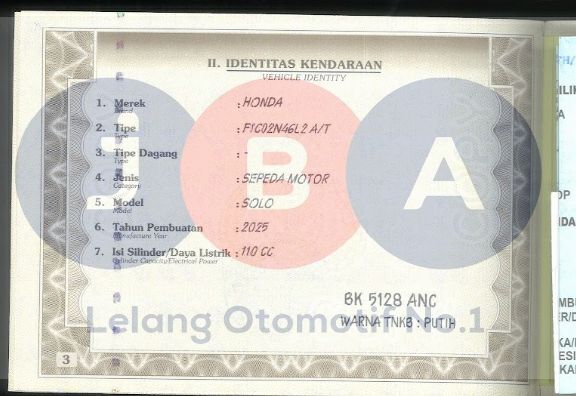 II. IDENTITAS KENDARAAN
VEHICLE IDENTITY
1. Merek : HONDA
Brand
2. Tipe : F1C02N46L2 A/T
Type
3. Tipe Dagang : -
Type
4. Jenis : SEPEDA MOTOR
Category
5. Model : SOLO
Model
6. Tahun Pembuatan : 2025
Manufacture Year
7. Isi Silinder/Daya Listrik : 110 CC
Cylinder Capacity/Electrical Power
JBA
BK 5128 ANC
Lelang Otomotif No.1
WARNA TNKB : PUTIH
3